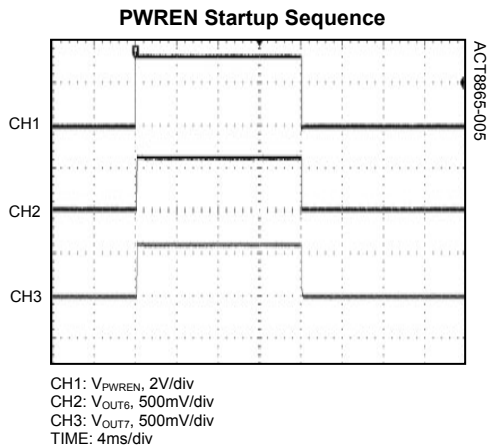 PWREN Startup Sequence
ACT8865-005
CH1
CH2
CH3
CH1: VPWREN, 2V/div
CH2: VOUT6, 500mV/div
CH3: VOUT7, 500mV/div
TIME: 4ms/div